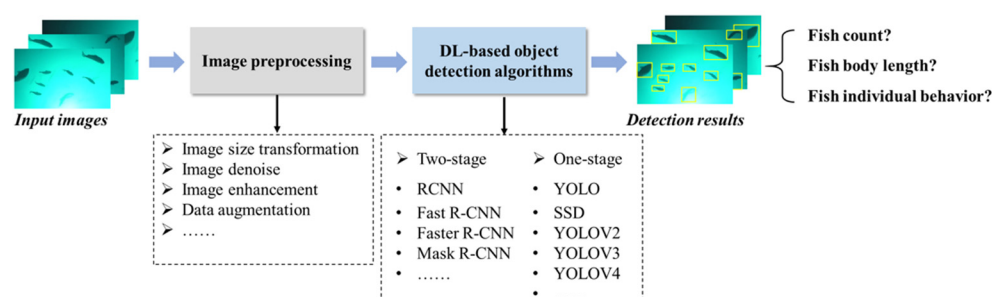 Input images
Image preprocessing
DL-based object
detection algorithms
Detection results
Fish count?
Fish body length?
Fish individual behavior?
➢ Image size transformation
➢ Image denoise
➢ Image enhancement
➢ Data augmentation
➢ ……
➢ Two-stage
• RCNN
• Fast R-CNN
• Faster R-CNN
• Mask R-CNN
• ……
➢ One-stage
• YOLO
• SSD
• YOLOV2
• YOLOV3
• YOLOV4